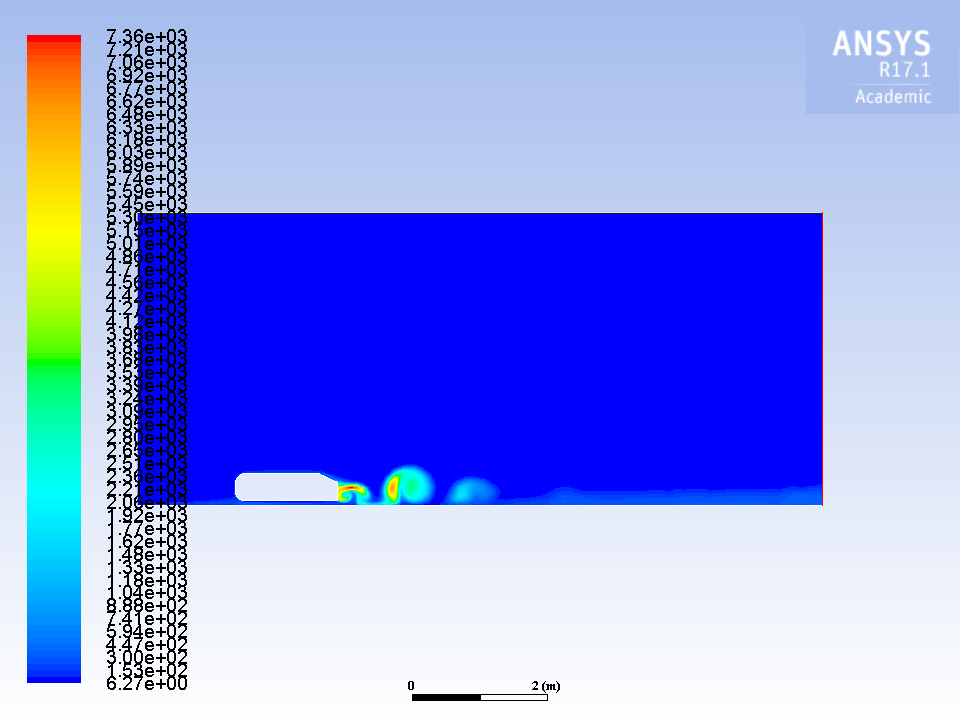 7.36e+03
7.21e+03
7.06e+03
6.92e+03
6.77e+03
6.62e+03
6.48e+03
6.33e+03
6.18e+03
6.03e+03
5.89e+03
5.74e+03
5.59e+03
5.45e+03
5.30e+03
5.15e+03
5.01e+03
4.86e+03
4.71e+03
4.56e+03
4.42e+03
4.27e+03
4.12e+03
3.98e+03
3.83e+03
3.68e+03
3.53e+03
3.39e+03
3.24e+03
3.09e+03
2.95e+03
2.80e+03
2.65e+03
2.51e+03
2.36e+03
2.21e+03
2.06e+03
1.92e+03
1.77e+03
1.62e+03
1.48e+03
1.33e+03
1.18e+03
1.04e+03
8.88e+02
7.41e+02
5.94e+02
4.47e+02
3.00e+02
1.53e+02
6.27e+00
ANSYS
R17.1
Academic
0 2 (m)